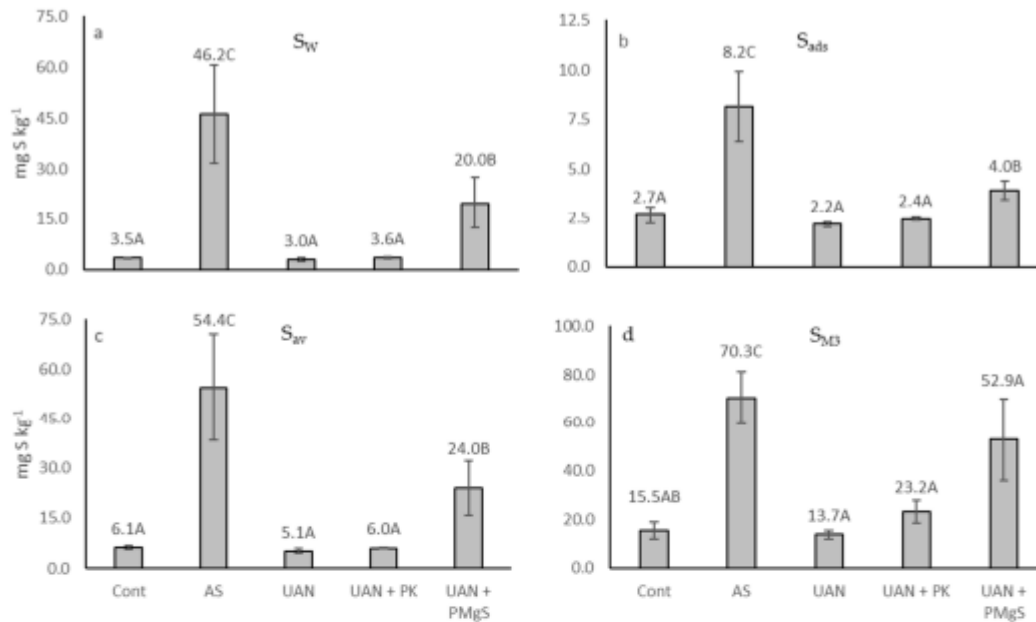 a
S_W
75.0
60.0
45.0
30.0
15.0
0.0
mg S kg⁻¹
3.5A
46.2C
3.0A
3.6A
20.0B
b
S_ads
12.5
10.0
7.5
5.0
2.5
0.0
2.7A
8.2C
2.2A
2.4A
4.0B
c
S_av
75.0
60.0
45.0
30.0
15.0
0.0
mg S kg⁻¹
6.1A
54.4C
5.1A
6.0A
24.0B
Cont AS UAN UAN + PK UAN +
PMgS
d
S_M3
100.0
80.0
60.0
40.0
20.0
0.0
15.5AB
70.3C
13.7A
23.2A
52.9A
Cont AS UAN UAN + PK UAN +
PMgS